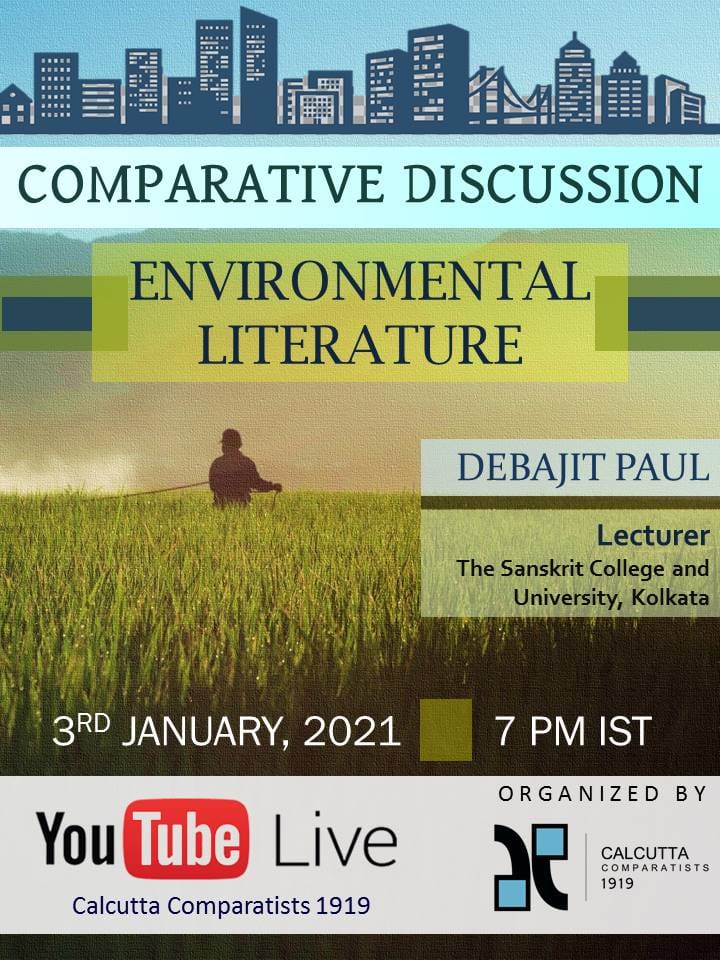 COMPARATIVE DISCUSSION
ENVIRONMENTAL
LITERATURE
DEBAJIT PAUL
Lecturer
The Sanskrit College and
University, Kolkata
3RD JANUARY, 2021
7 PM IST
ORGANIZED BY
YouTube Live
Calcutta Comparatists 1919
CALCUTTA
COMPARATISTS
1919